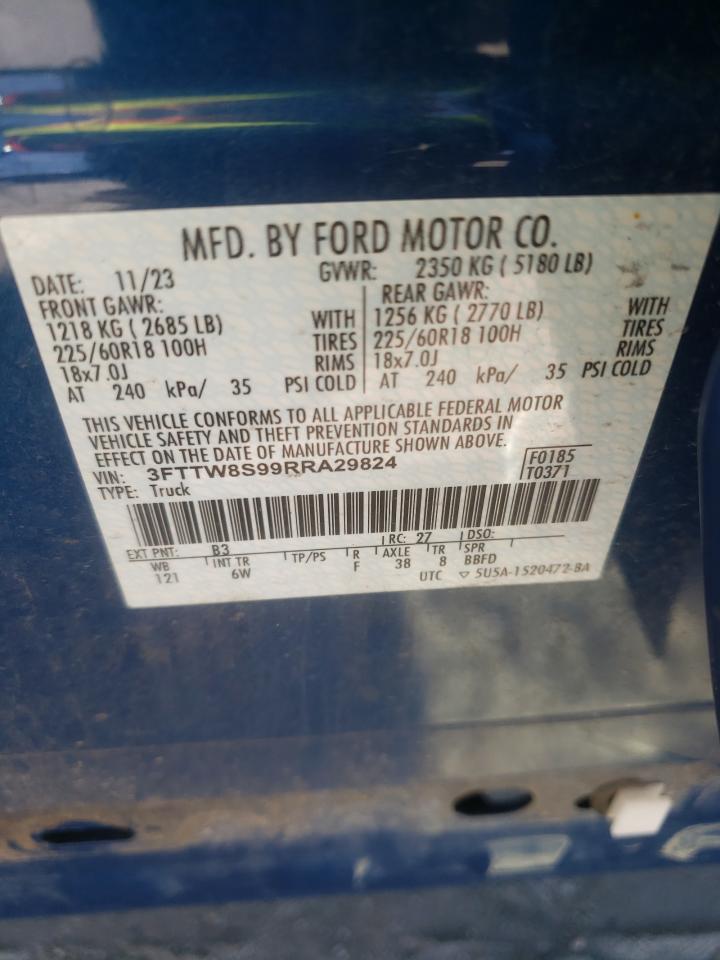 MFD. BY FORD MOTOR CO.
DATE: 11/23 GVWR: 2350 KG ( 5180 LB)
FRONT GAWR: REAR GAWR:
1218 KG ( 2685 LB) WITH 1256 KG ( 2770 LB) WITH
225/60R18 100H TIRES 225/60R18 100H TIRES
18x7.0J RIMS 18x7.0J RIMS
AT 240 kPa/ 35 PSI COLD AT 240 kPa/ 35 PSI COLD
THIS VEHICLE CONFORMS TO ALL APPLICABLE FEDERAL MOTOR
VEHICLE SAFETY AND THEFT PREVENTION STANDARDS IN
EFFECT ON THE DATE OF MANUFACTURE SHOWN ABOVE.
VIN: 3FTTW8S99RRA29824 F0185
TYPE: Truck T0371
EXT PNT: B3 RC: 27 DSO:
WB INT TR TP/PS R AXLE TR SPR
121 6W F 38 8 BBFD
UTC ▽ 5U5A-1520472-BA